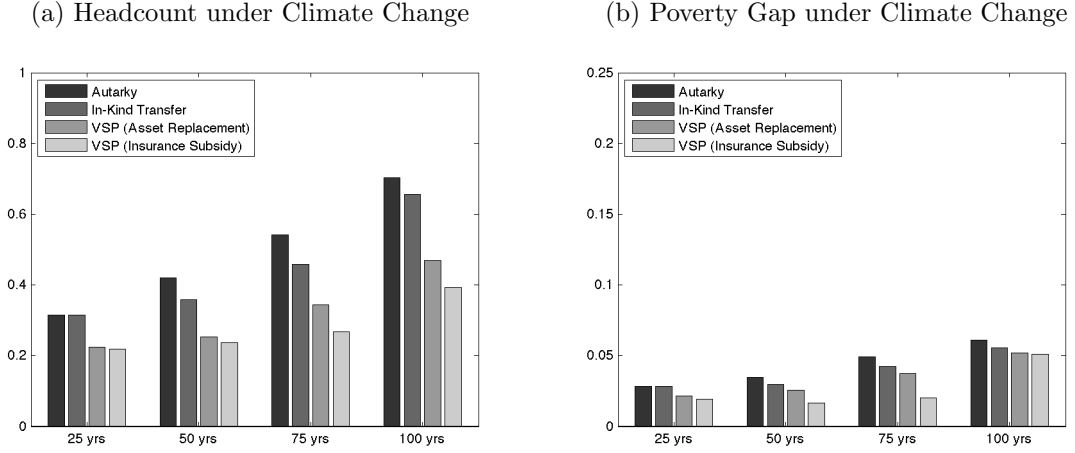 (a) Headcount under Climate Change
1
0.8
0.6
0.4
0.2
0
Autarky
In-Kind Transfer
VSP (Asset Replacement)
VSP (Insurance Subsidy)
25 yrs
50 yrs
75 yrs
100 yrs
(b) Poverty Gap under Climate Change
0.25
0.2
0.15
0.1
0.05
0
Autarky
In-Kind Transfer
VSP (Asset Replacement)
VSP (Insurance Subsidy)
25 yrs
50 yrs
75 yrs
100 yrs